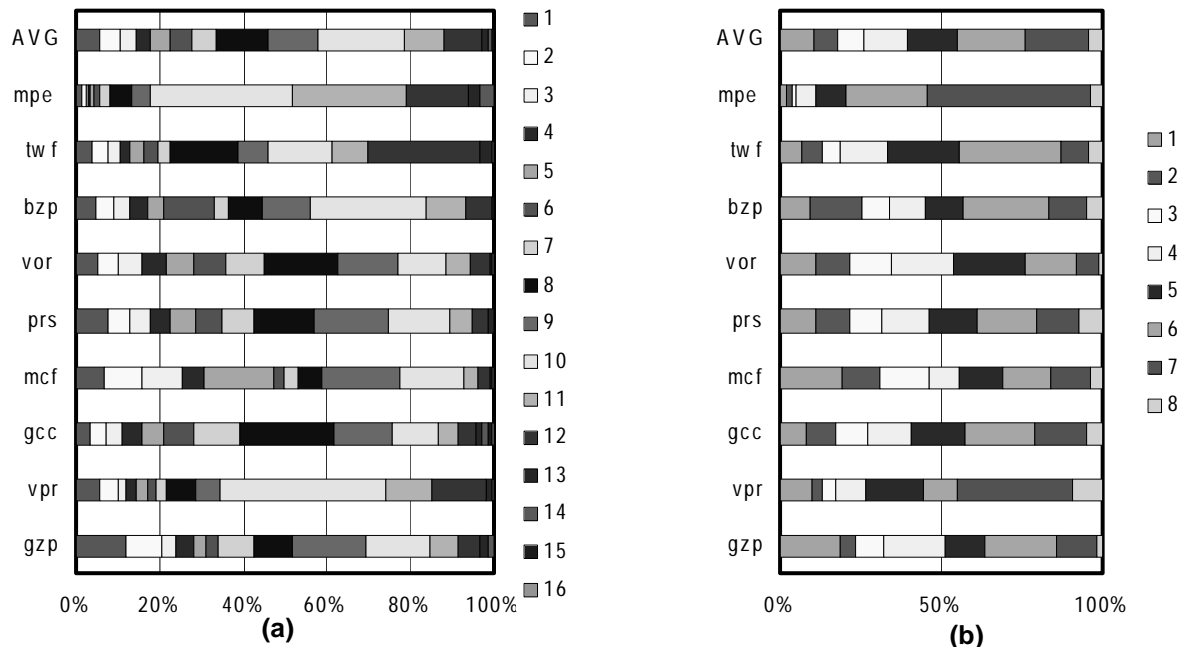 AVG
mpe
twf
bzp
vor
prs
mcf
gcc
vpr
gzp
0% 20% 40% 60% 80% 100%
(a)
1
2
3
4
5
6
7
8
9
10
11
12
13
14
15
16
AVG
mpe
twf
bzp
vor
prs
mcf
gcc
vpr
gzp
0% 50% 100%
(b)
1
2
3
4
5
6
7
8